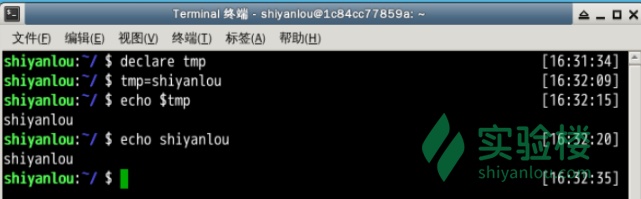 Terminal 终端 - shiyanlou@1c84cc77859a: ~
文件(F) 编辑(E) 视图(V) 终端(T) 标签(A) 帮助(H)
shiyanlou:~/ $ declare tmp [16:31:34]
shiyanlou:~/ $ tmp=shiyanlou [16:32:09]
shiyanlou:~/ $ echo $tmp [16:32:15]
shiyanlou
shiyanlou:~/ $ echo shiyanlou [16:32:20]
shiyanlou
shiyanlou:~/ $ [16:32:35]
实验楼
shiyanlou.com